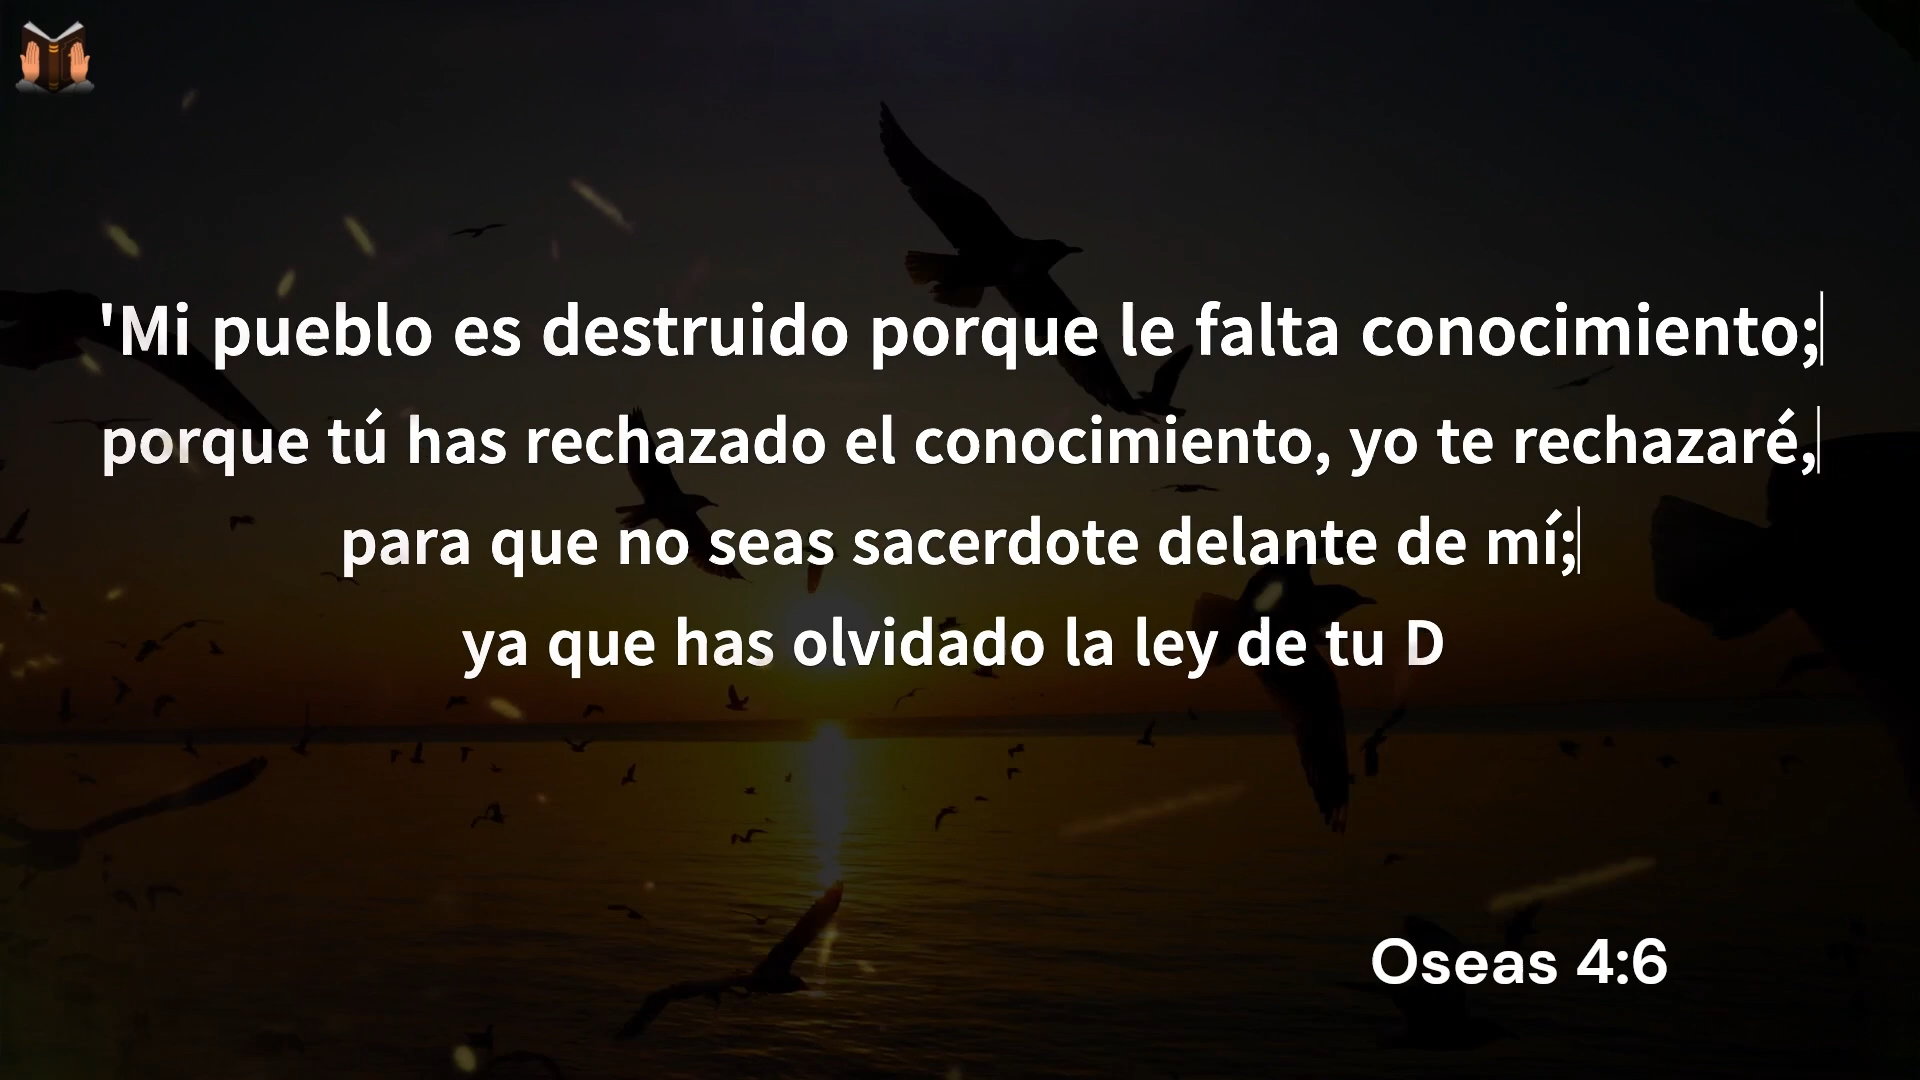 'Mi pueblo es destruido porque le falta conocimiento;
porque tú has rechazado el conocimiento, yo te rechazaré,
para que no seas sacerdote delante de mí;
ya que has olvidado la ley de tu D
Oseas 4:6